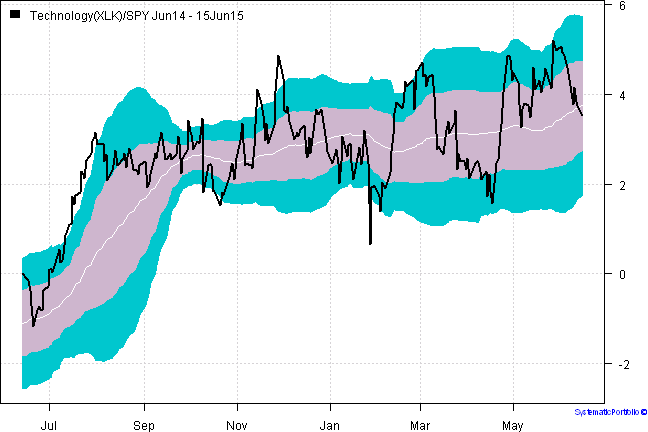 Technology(XLK)/SPY Jun14 - 15Jun15
6
4
2
0
-2
Jul Sep Nov Jan Mar May
SystematicPortfolio ©